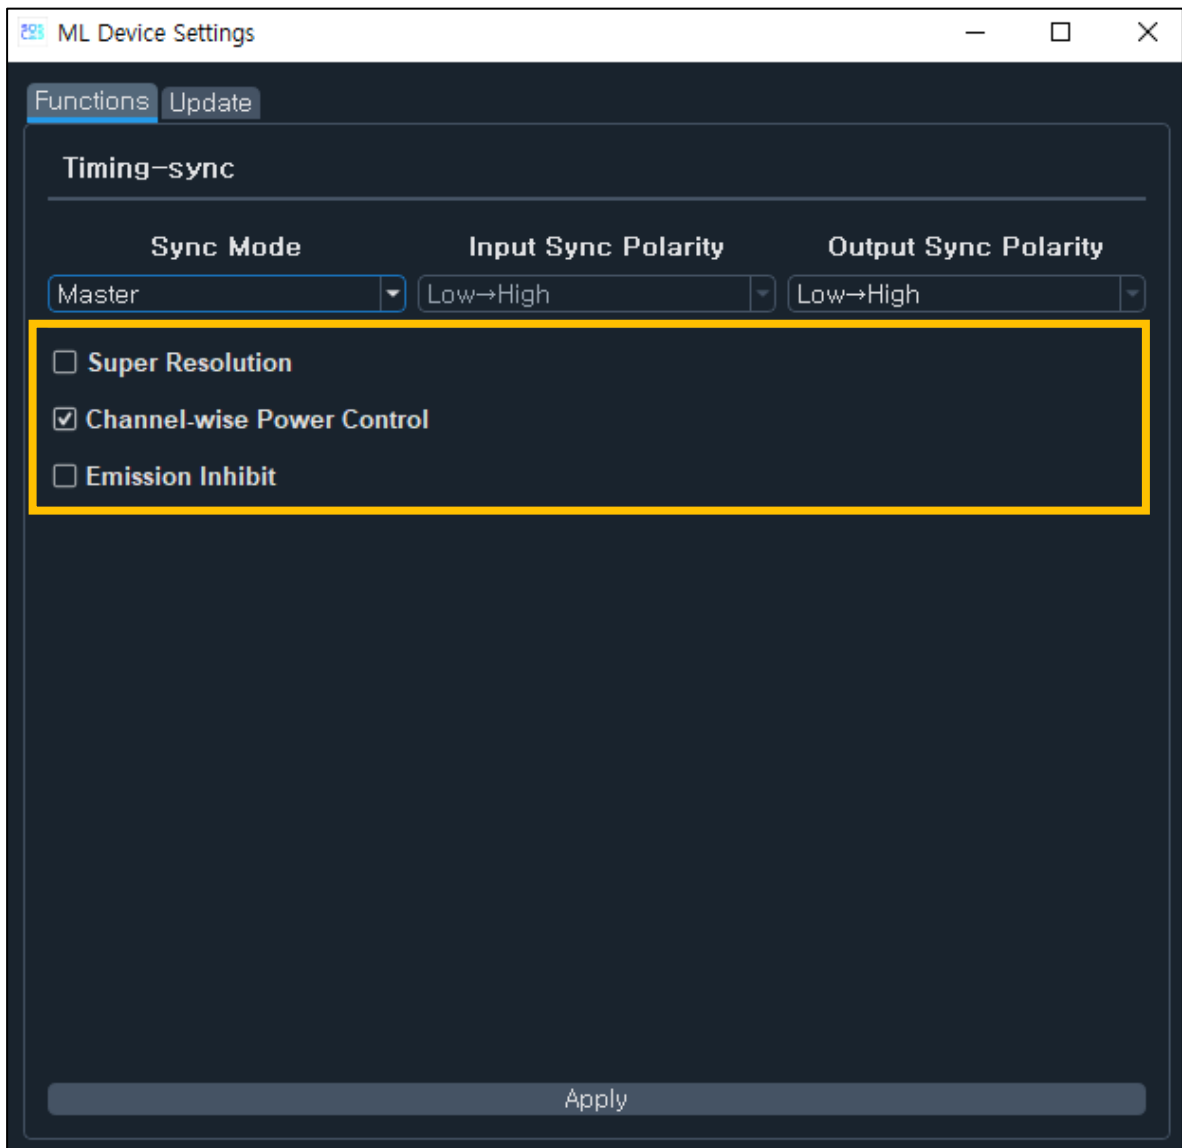 ML Device Settings
Functions Update
Timing-sync
Sync Mode Input Sync Polarity Output Sync Polarity
Master Low→High Low→High
Super Resolution
Channel-wise Power Control
Emission Inhibit
Apply